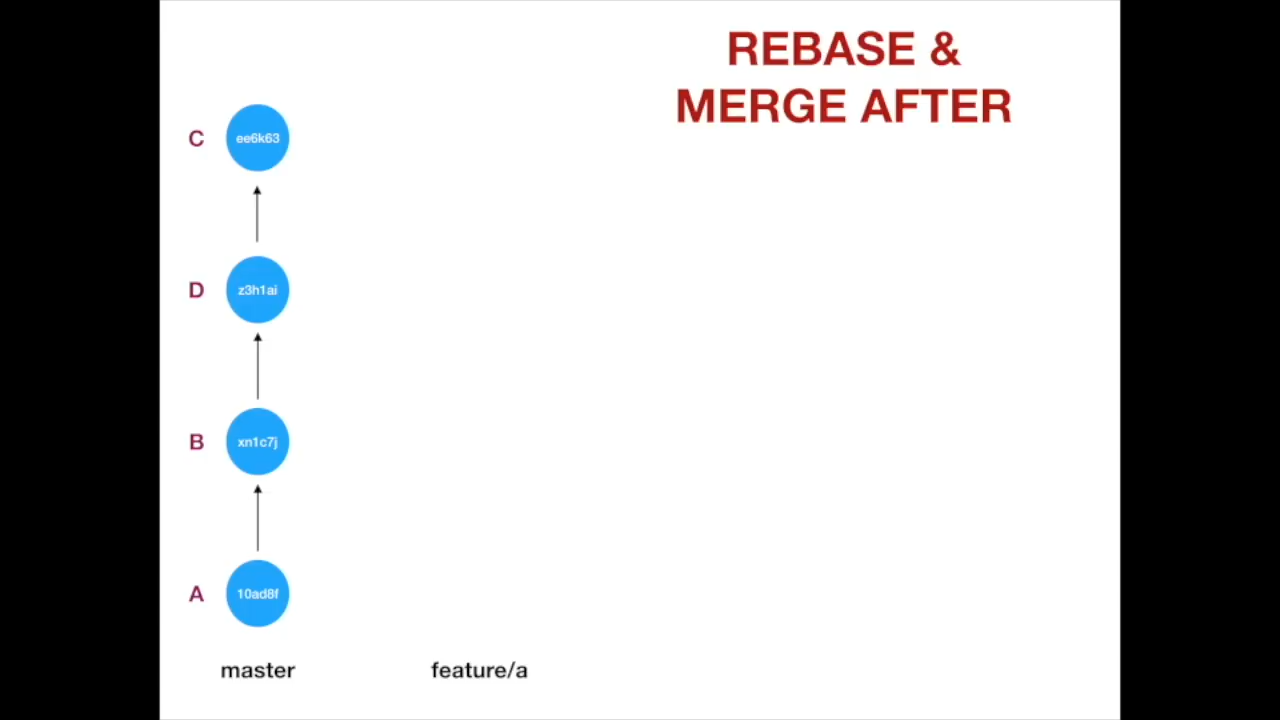 REBASE &
MERGE AFTER
C ee6k63
D z3h1ai
B xn1c7j
A 10ad8f
master feature/a